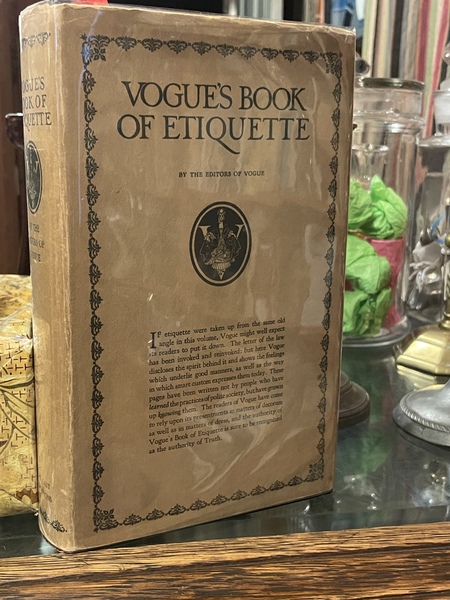 VOGUE'S BOOK
OF ETIQUETTE
BY THE EDITORS OF VOGUE
V
IF etiquette were taken up from the same old
angle in this volume, Vogue might well expect
its readers to put it down. The letter of the law
has been invoked and reinvoked: but here Vogue
discloses the spirit behind it and shows the feelings
which underlie good manners, as well as the way
in which smart custom expresses them today. These
pages have been written not by people who have
learned the practices of polite society, but have grown
up knowing them. The readers of Vogue have come
to rely upon its presentments in matters of decorum
as well as in matters of dress, and the authority of
Vogue's Book of Etiquette is sure to be recognized
as the authority of Truth.
VOGUE'S
BOOK OF
ETIQUETTE
BY THE
EDITORS OF
VOGUE